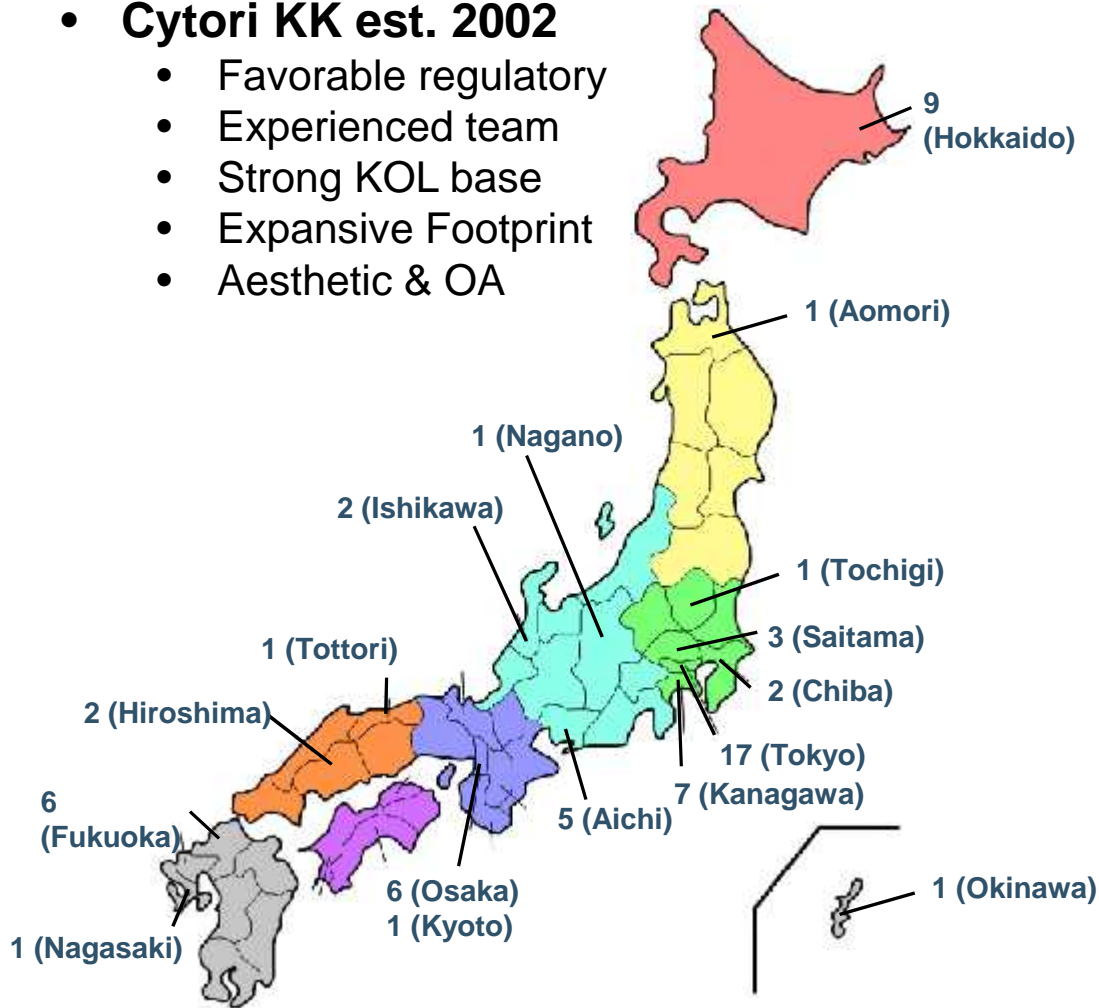 • Cytori KK est. 2002
• Favorable regulatory
• Experienced team
• Strong KOL base
• Expansive Footprint
• Aesthetic & OA
9
(Hokkaido)
1 (Aomori)
1 (Nagano)
2 (Ishikawa)
1 (Tochigi)
3 (Saitama)
1 (Tottori)
2 (Chiba)
2 (Hiroshima)
17 (Tokyo)
7 (Kanagawa)
5 (Aichi)
6
(Fukuoka)
6 (Osaka)
1 (Kyoto)
1 (Okinawa)
1 (Nagasaki)